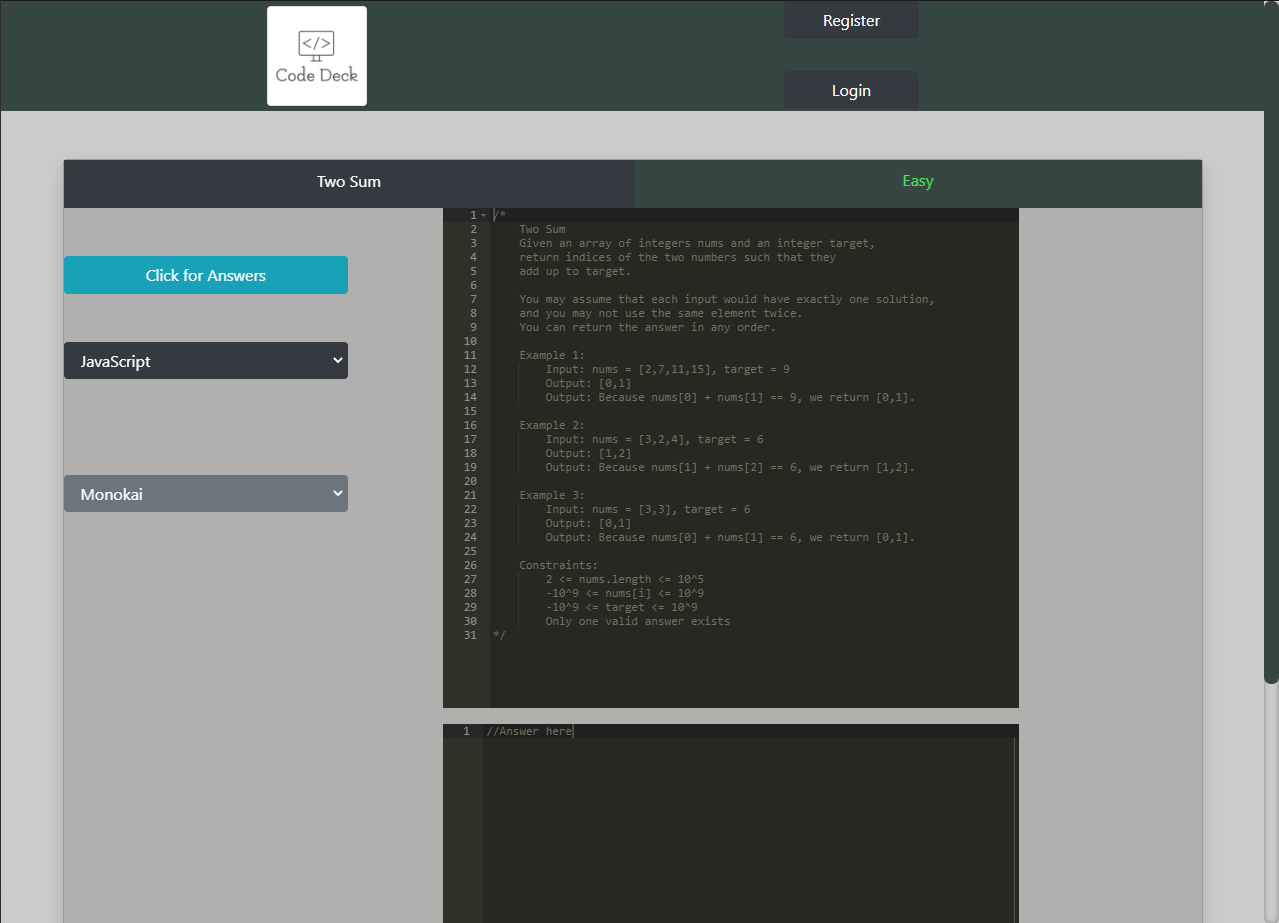 </>
Code Deck
Register
Login
Two Sum
Easy
Click for Answers
JavaScript
Monokai
1 /*
2 Two Sum
3 Given an array of integers nums and an integer target,
4 return indices of the two numbers such that they
5 add up to target.
6
7 You may assume that each input would have exactly one solution,
8 and you may not use the same element twice.
9 You can return the answer in any order.
10
11 Example 1:
12 Input: nums = [2,7,11,15], target = 9
13 Output: [0,1]
14 Output: Because nums[0] + nums[1] == 9, we return [0,1].
15
16 Example 2:
17 Input: nums = [3,2,4], target = 6
18 Output: [1,2]
19 Output: Because nums[1] + nums[2] == 6, we return [1,2].
20
21 Example 3:
22 Input: nums = [3,3], target = 6
23 Output: [0,1]
24 Output: Because nums[0] + nums[1] == 6, we return [0,1].
25
26 Constraints:
27 2 <= nums.length <= 10^5
28 -10^9 <= nums[i] <= 10^9
29 -10^9 <= target <= 10^9
30 Only one valid answer exists
31 */
1 //Answer here